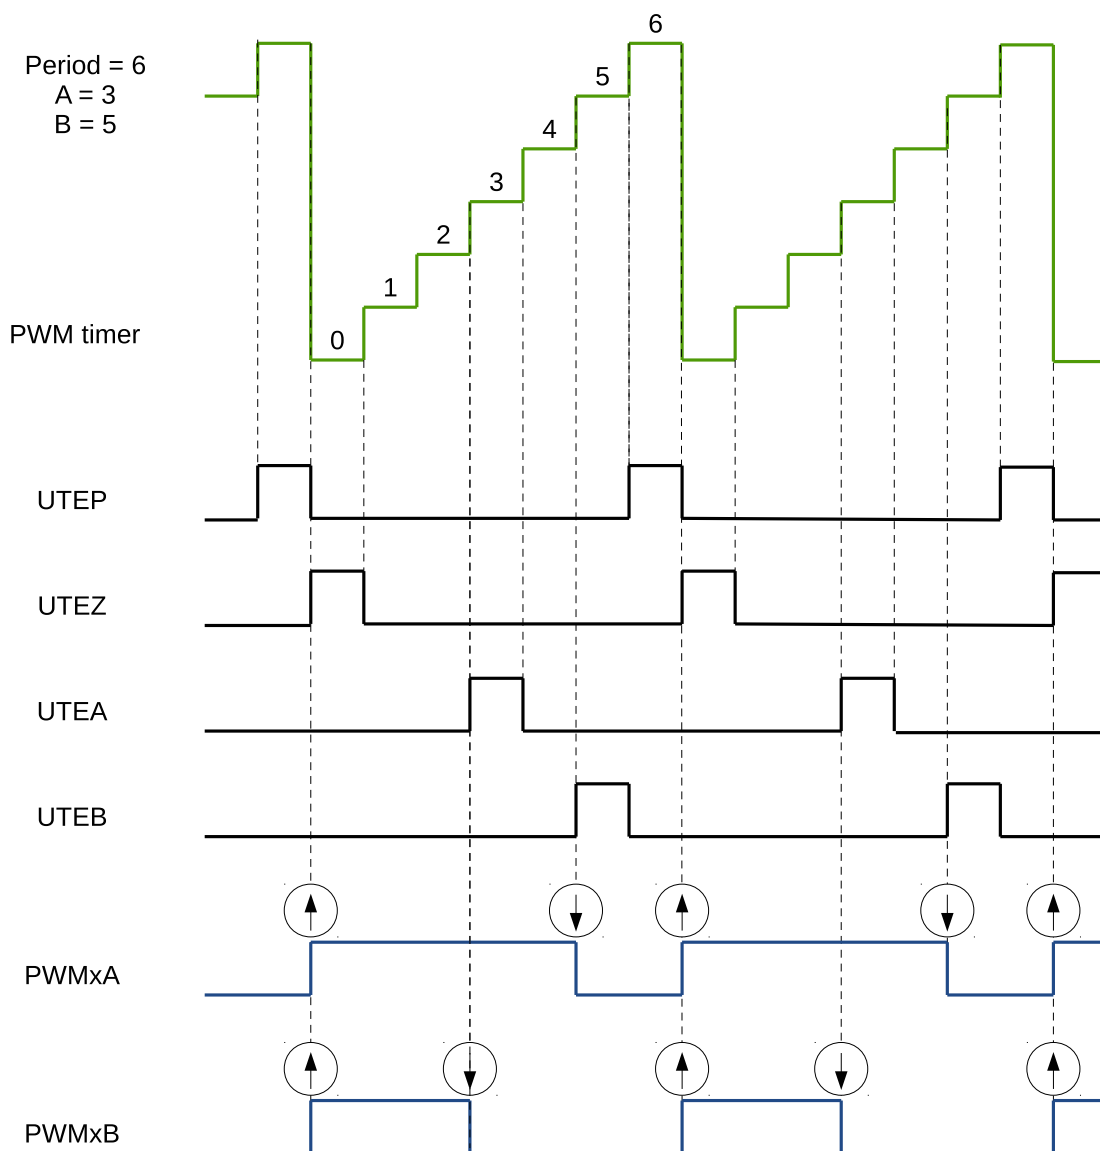 6
Period = 6
5
A = 3
B = 5
4
3
2
1
PWM timer
0
UTEP
UTEZ
UTEA
UTEB
PWMxA
PWMxB